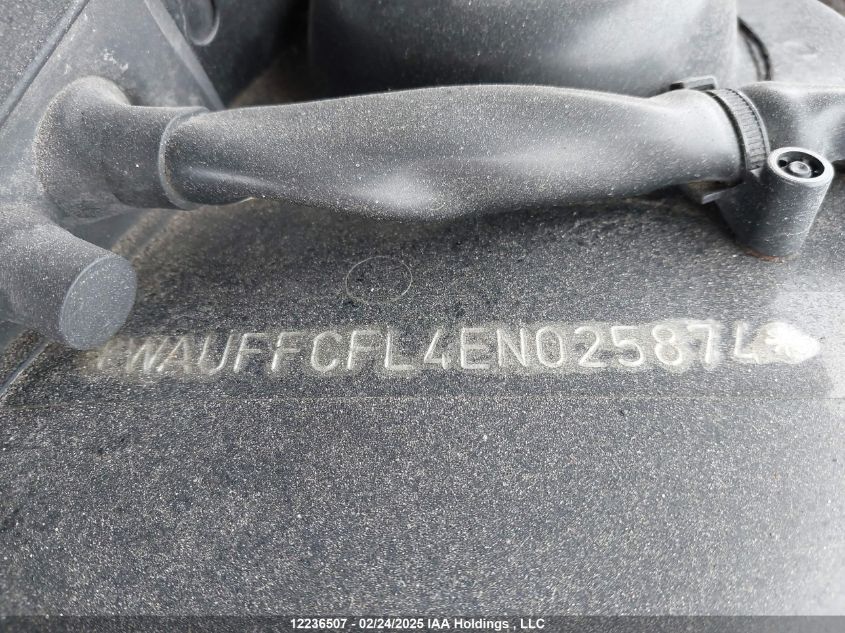 *WAUFFCFL4EN025874*
12236507 - 02/24/2025 IAA Holdings , LLC